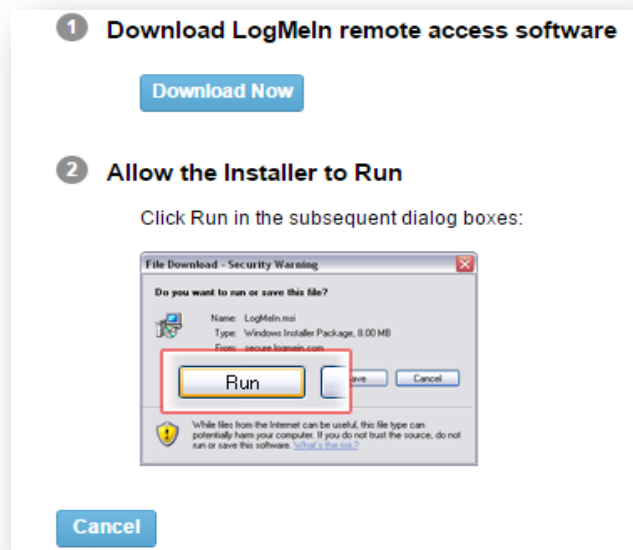 1 Download LogMeIn remote access software
Download Now
2 Allow the Installer to Run
Click Run in the subsequent dialog boxes:
File Download - Security Warning
Do you want to run or save this file?
Name: LogMeIn.msi
Type: Windows Installer Package, 8.00 MB
From: secure.logmein.com
Run ave Cancel
While files from the Internet can be useful, this file type can
potentially harm your computer. If you do not trust the source, do not
run or save this software. What's the risk?
Cancel